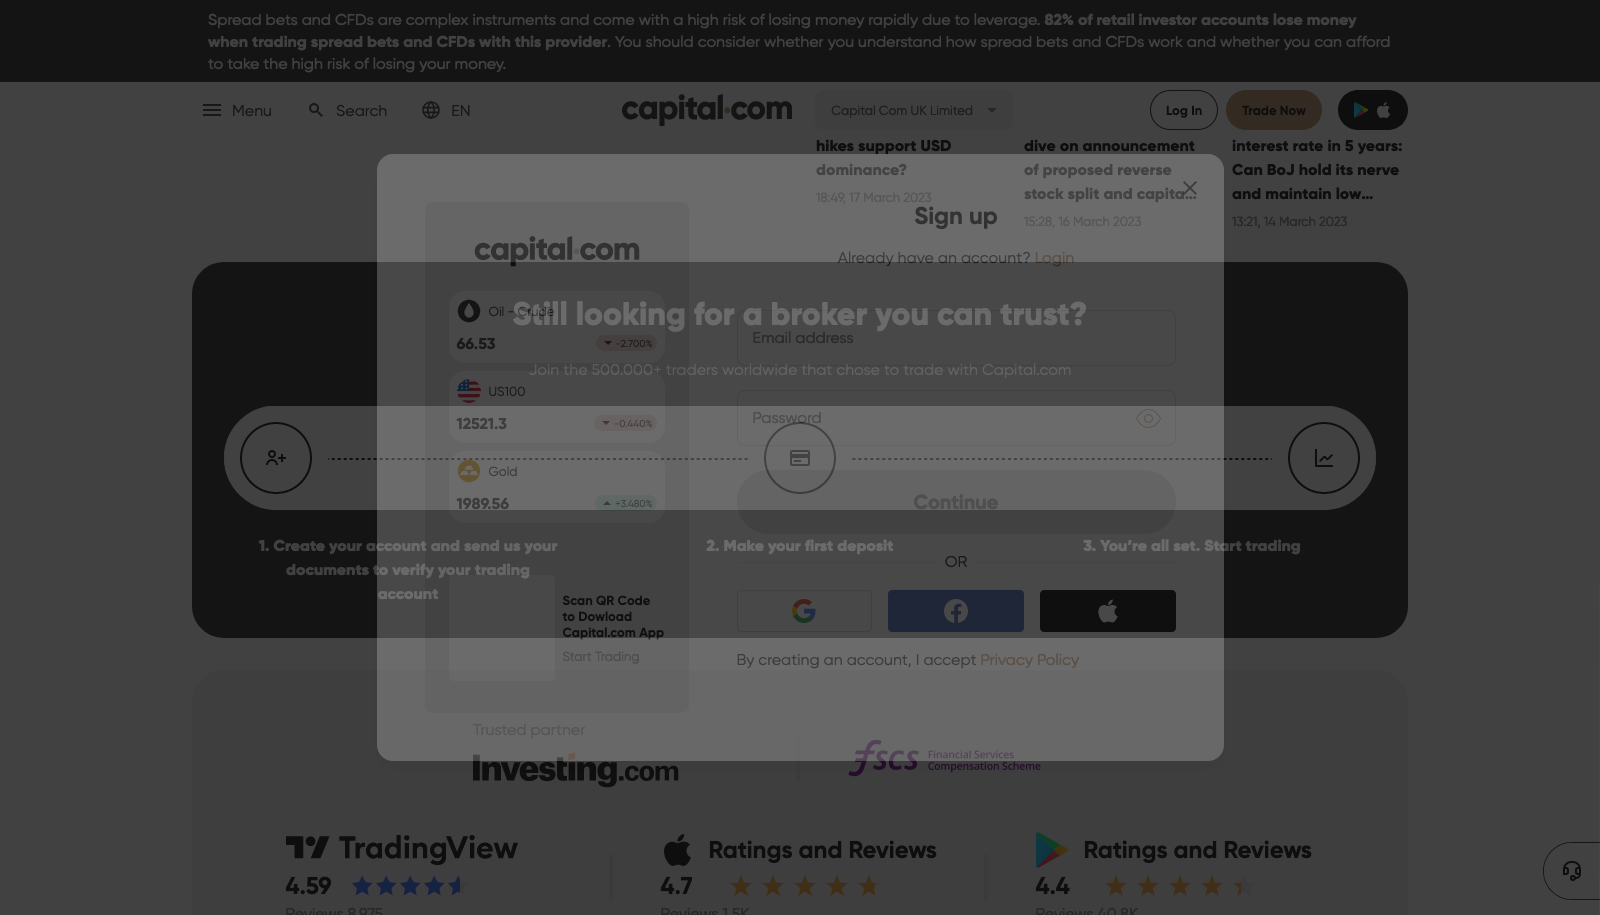 Spread bets and CFDs are complex instruments and come with a high risk of losing money rapidly due to leverage. 82% of retail investor accounts lose money
when trading spread bets and CFDs with this provider. You should consider whether you understand how spread bets and CFDs work and whether you can afford
to take the high risk of losing your money.
Menu
Search
EN
capital.com
Capital Com UK Limited
Log In
Trade Now
hikes support USD
dominance?
18:49, 17 March 2023
dive on announcement
of proposed reverse
stock split and capita...
15:28, 16 March 2023
interest rate in 5 years:
Can BoJ hold its nerve
and maintain low...
13:21, 14 March 2023
capital.com
Oil - Crude
66.53
-2.700%
US100
12521.3
-0.440%
Gold
1989.56
+3.480%
Scan QR Code
to Dowload
Capital.com App
Start Trading
Sign up
Already have an account? Login
Email address
Password
Continue
OR
By creating an account, I accept Privacy Policy
Still looking for a broker you can trust?
Join the 500.000+ traders worldwide that chose to trade with Capital.com
1. Create your account and send us your
documents to verify your trading
account
2. Make your first deposit
3. You're all set. Start trading
Trusted partner
Investing.com
fscs
Financial Services
Compensation Scheme
TradingView
4.59
Reviews 8,975
Ratings and Reviews
4.7
Reviews 1.5K
Ratings and Reviews
4.4
Reviews 40.8K